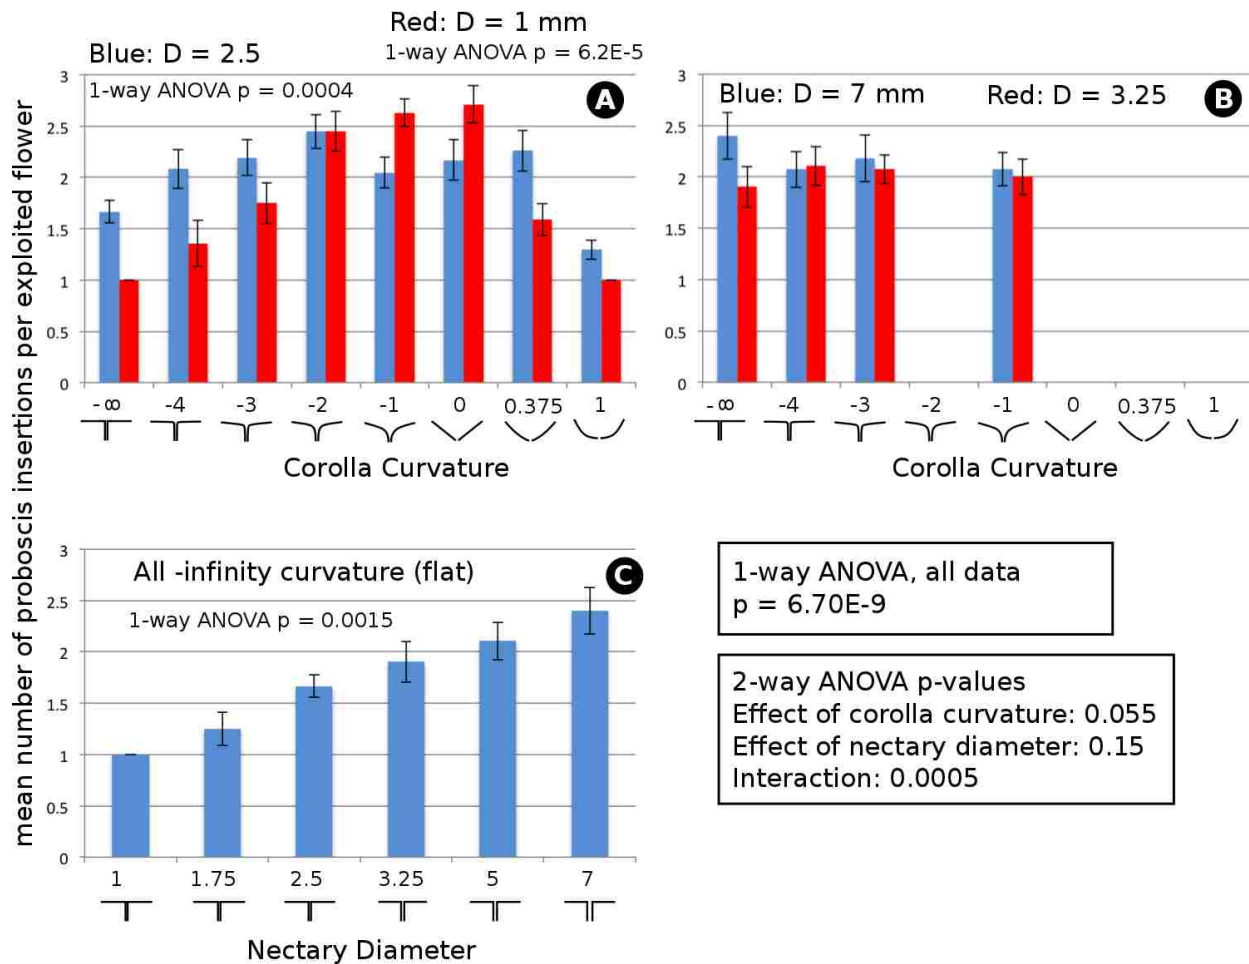 mean number of proboscis insertions per exploited flower
Red: D = 1 mm
Blue: D = 2.5
1-way ANOVA p = 6.2E-5
1-way ANOVA p = 0.0004
A
3
2.5
2
1.5
1
0.5
0
-∞ -4 -3 -2 -1 0 0.375 1
Corolla Curvature
Blue: D = 7 mm
Red: D = 3.25
B
3
2.5
2
1.5
1
0.5
0
-∞ -4 -3 -2 -1 0 0.375 1
Corolla Curvature
All -infinity curvature (flat)
C
1-way ANOVA p = 0.0015
3
2.5
2
1.5
1
0.5
0
1 1.75 2.5 3.25 5 7
Nectary Diameter
1-way ANOVA, all data
p = 6.70E-9
2-way ANOVA p-values
Effect of corolla curvature: 0.055
Effect of nectary diameter: 0.15
Interaction: 0.0005